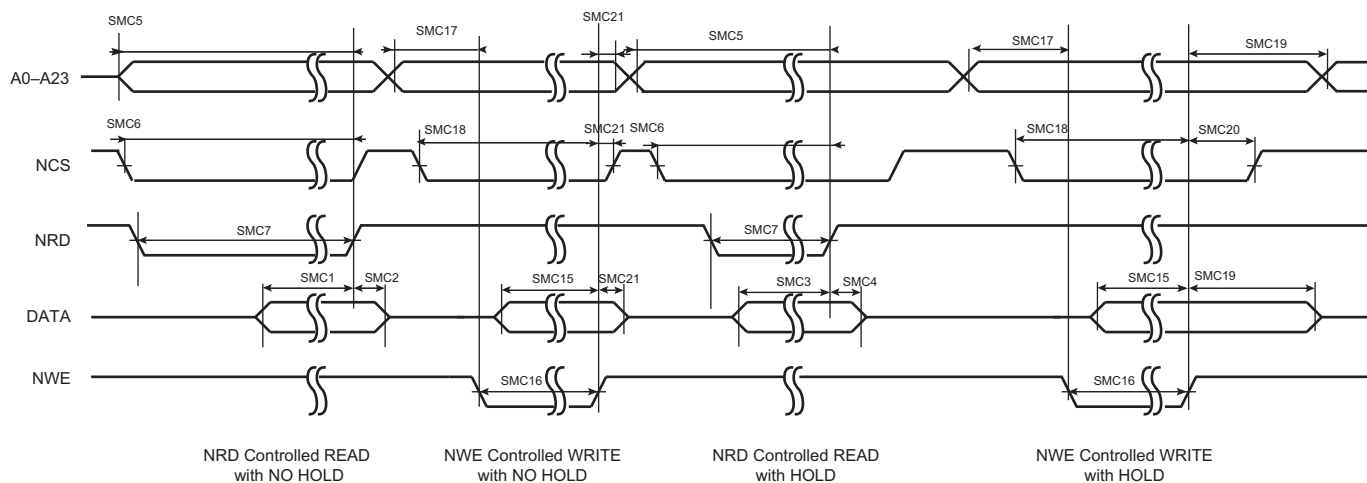 SMC5 SMC17 SMC21 SMC5 SMC17 SMC19
A0–A23
SMC6 SMC18 SMC21 SMC6 SMC18 SMC20
NCS
NRD SMC7 SMC7
SMC1 SMC2 SMC15 SMC21 SMC3 SMC4 SMC15 SMC19
DATA
NWE SMC16 SMC16
NRD Controlled READ
with NO HOLD
NWE Controlled WRITE
with NO HOLD
NRD Controlled READ
with HOLD
NWE Controlled WRITE
with HOLD